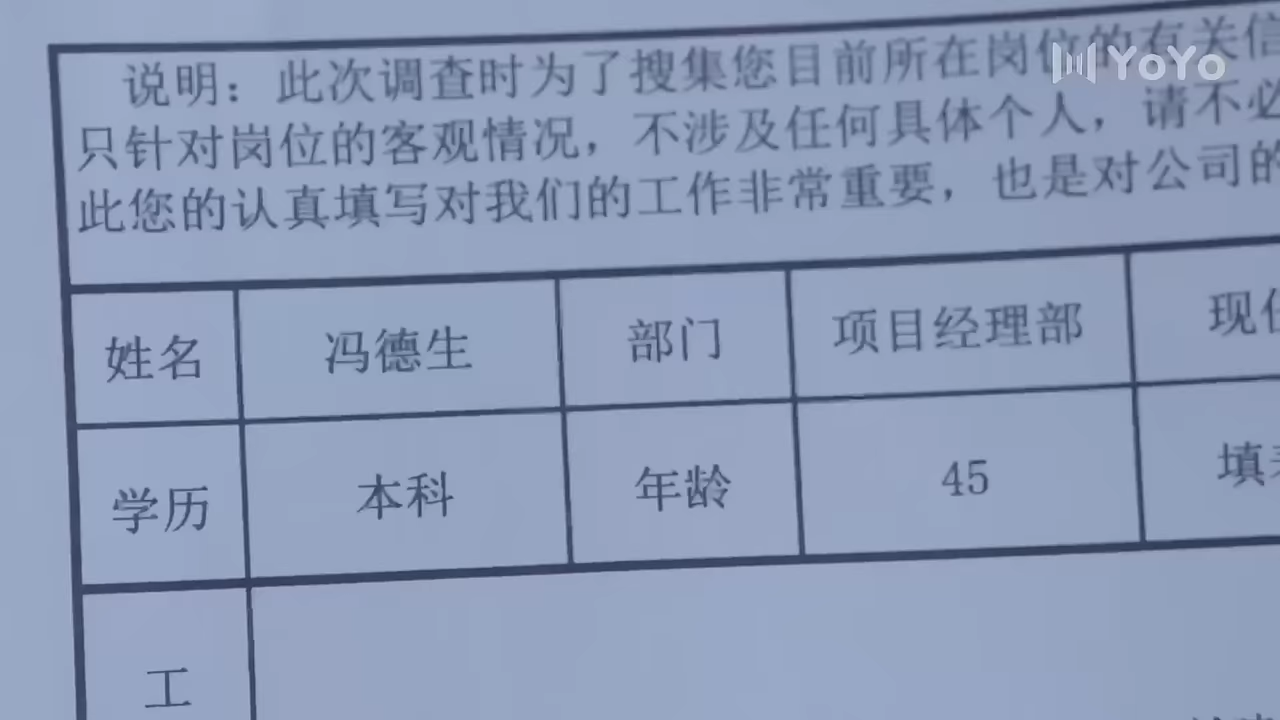 YoYo
说明：此次调查时为了搜集您目前所在岗位的有关信
只针对岗位的客观情况，不涉及任何具体个人，请不必
此您的认真填写对我们的工作非常重要，也是对公司的
姓名 冯德生 部门 项目经理部 现
学历 本科 年龄 45 填
工